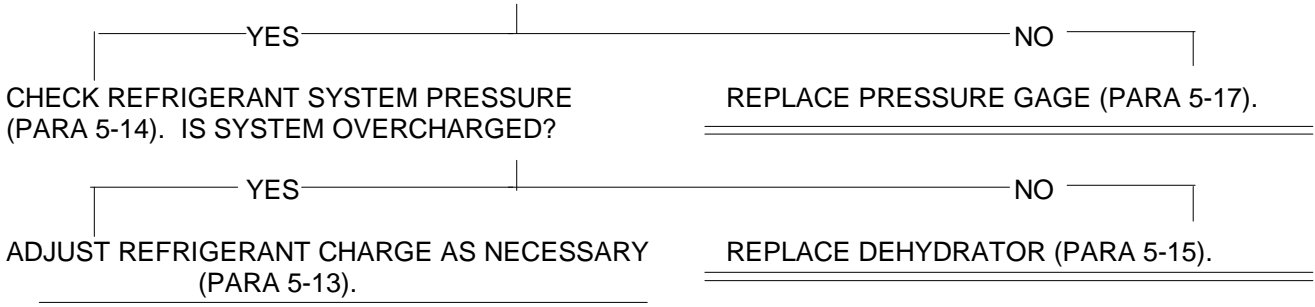 YES NO
CHECK REFRIGERANT SYSTEM PRESSURE
(PARA 5-14). IS SYSTEM OVERCHARGED?
REPLACE PRESSURE GAGE (PARA 5-17).
YES NO
ADJUST REFRIGERANT CHARGE AS NECESSARY
(PARA 5-13).
REPLACE DEHYDRATOR (PARA 5-15).